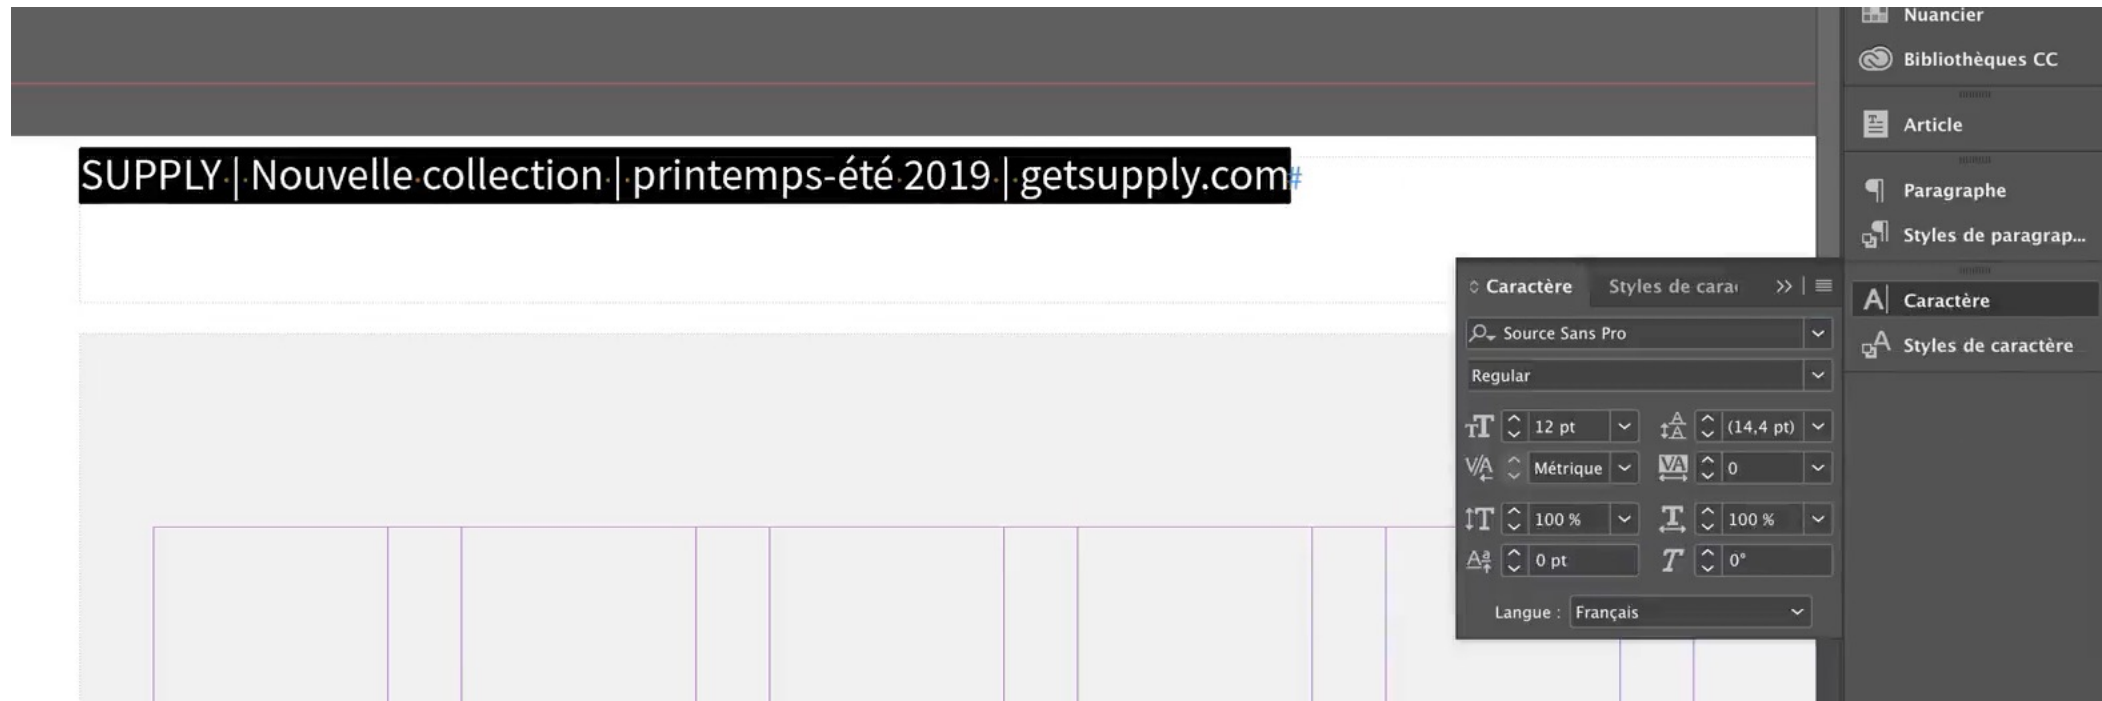 Nuancier
Bibliothèques CC
Article
SUPPLY | Nouvelle collection | printemps-été 2019 | getsupply.com#
Paragraphe
Styles de paragrap...
Caractère
Styles de caractère
Caractère Styles de cara
Source Sans Pro
Regular
12 pt (14,4 pt)
Métrique 0
100 % 100 %
0 pt 0°
Langue : Français